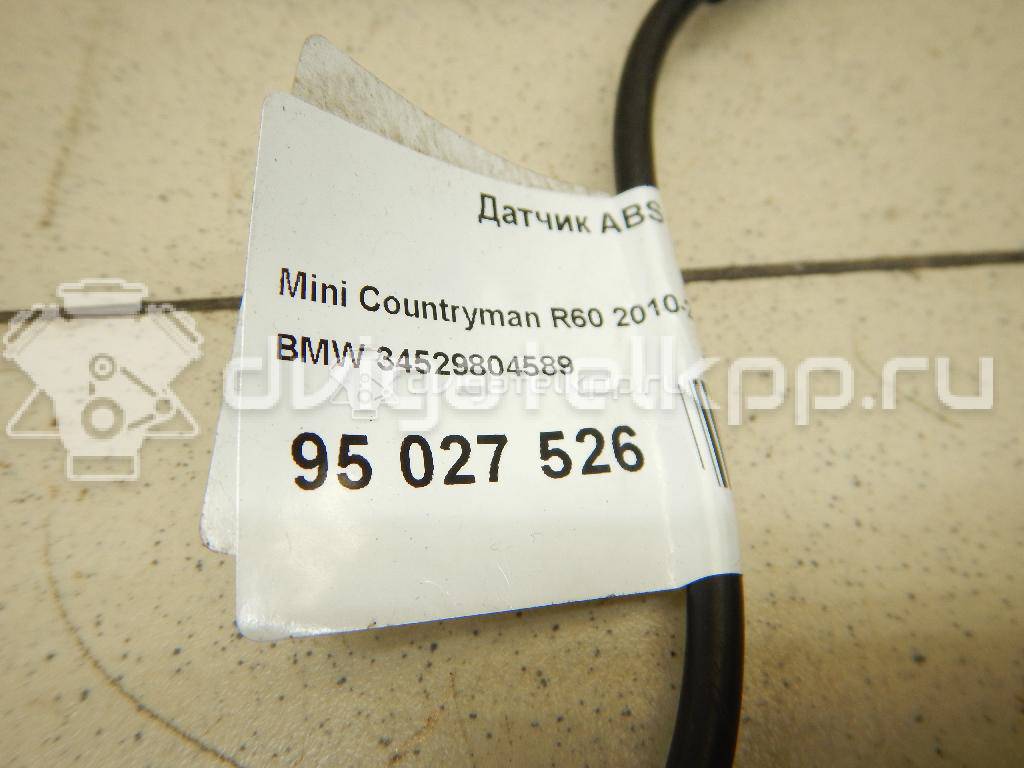 Датчик ABS
Mini Countryman R60 2010-
BMW 34529804589
95 027 526
dvigatelkpp.ru